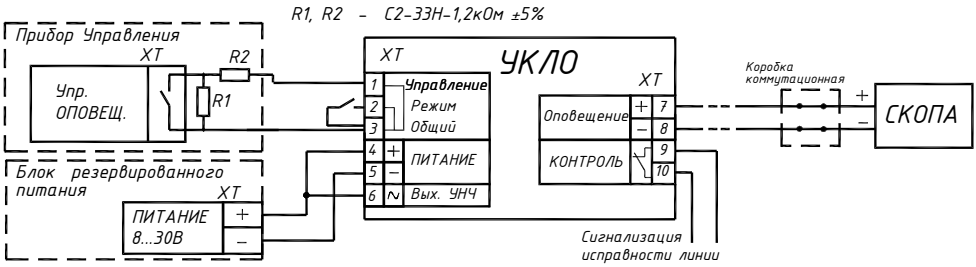 R1, R2 – С2-33Н-1,2кОм ±5%
Прибор Управления
XT
R2
Упр.
ОПОВЕЩ.
R1
Блок резервированного
питания
XT
ПИТАНИЕ
8...30В
+
–
УКЛО
XT
1 Управление
2 Режим
3 Общий
4 + ПИТАНИЕ
5 –
6 ~ Вых. УНЧ
XT
Оповещение + 7
– 8
КОНТРОЛЬ 9
10
Коробка
коммутационная
+
–
СКОПА
Сигнализация
исправности линии